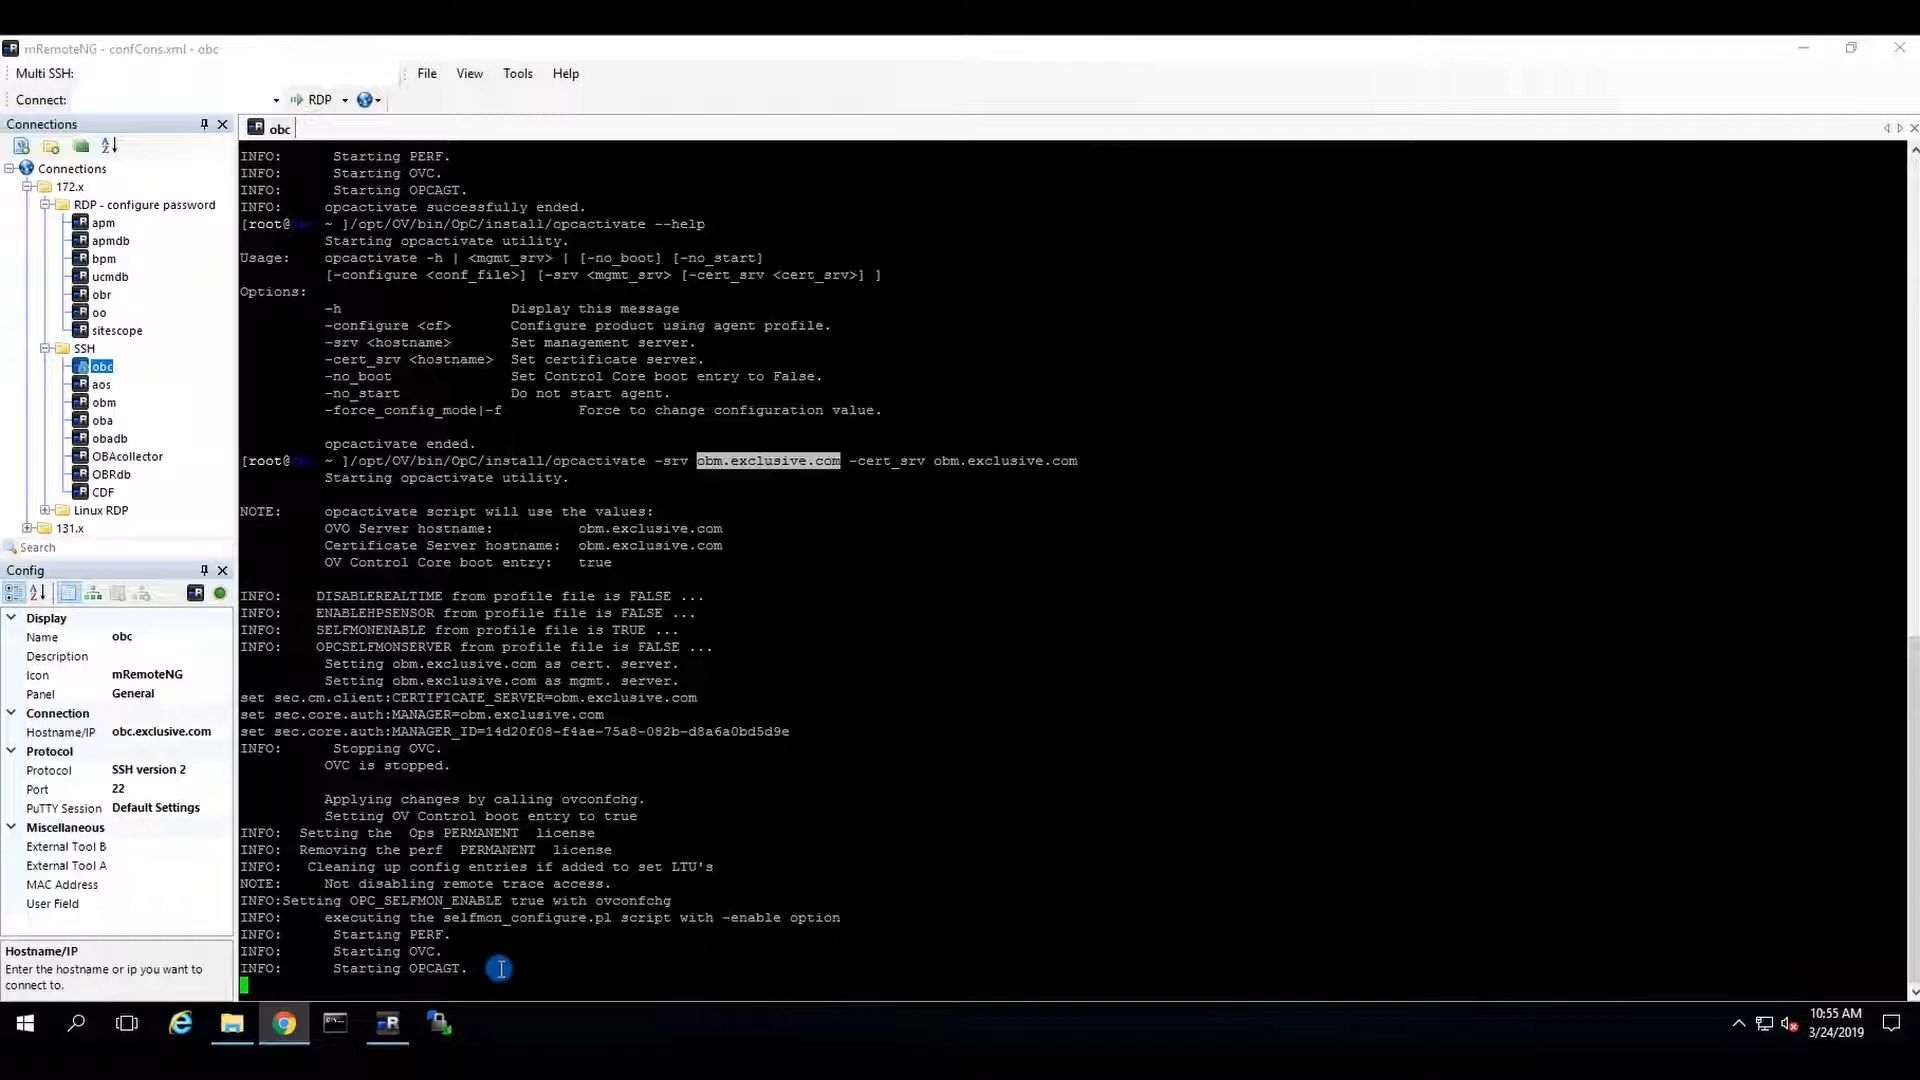 mRemoteNG - confCons.xml - obc
Multi SSH:
File View Tools Help
Connect:
RDP
Connections
obc
Connections
172.x
RDP - configure password
apm
apmdb
bpm
ucmdb
obr
oo
sitescope
SSH
obc
aos
obm
oba
obadb
OBAcollector
OBRdb
CDF
Linux RDP
131.x
Search
Config
Display
Name obc
Description
Icon mRemoteNG
Panel General
Connection
Hostname/IP obc.exclusive.com
Protocol
Protocol SSH version 2
Port 22
PuTTY Session Default Settings
Miscellaneous
External Tool B
External Tool A
MAC Address
User Field
Hostname/IP
Enter the hostname or ip you want to
connect to.
INFO: Starting PERF.
INFO: Starting OVC.
INFO: Starting OPCAGT.
INFO: opcactivate successfully ended.
[root@ ~ ]/opt/OV/bin/OpC/install/opcactivate --help
Starting opcactivate utility.
Usage: opcactivate -h | <mgmt_srv> | [-no_boot] [-no_start]
[-configure <conf_file>] [-srv <mgmt_srv> [-cert_srv <cert_srv>] ]
Options:
-h Display this message
-configure <cf> Configure product using agent profile.
-srv <hostname> Set management server.
-cert_srv <hostname> Set certificate server.
-no_boot Set Control Core boot entry to False.
-no_start Do not start agent.
-force_config_mode|-f Force to change configuration value.
opcactivate ended.
[root@ ~ ]/opt/OV/bin/OpC/install/opcactivate -srv obm.exclusive.com -cert_srv obm.exclusive.com
Starting opcactivate utility.
NOTE: opcactivate script will use the values:
OVO Server hostname: obm.exclusive.com
Certificate Server hostname: obm.exclusive.com
OV Control Core boot entry: true
INFO: DISABLEREALTIME from profile file is FALSE ...
INFO: ENABLEHPSENSOR from profile file is FALSE ...
INFO: SELFMONENABLE from profile file is TRUE ...
INFO: OPCSELFMONSERVER from profile file is FALSE ...
Setting obm.exclusive.com as cert. server.
Setting obm.exclusive.com as mgmt. server.
set sec.cm.client:CERTIFICATE_SERVER=obm.exclusive.com
set sec.core.auth:MANAGER=obm.exclusive.com
set sec.core.auth:MANAGER_ID=14d20f08-f4ae-75a8-082b-d8a6a0bd5d9e
INFO: Stopping OVC.
OVC is stopped.
Applying changes by calling ovconfchg.
Setting OV Control boot entry to true
INFO: Setting the Ops PERMANENT license
INFO: Removing the perf PERMANENT license
INFO: Cleaning up config entries if added to set LTU's
NOTE: Not disabling remote trace access.
INFO:Setting OPC_SELFMON_ENABLE true with ovconfchg
INFO: executing the selfmon_configure.pl script with -enable option
INFO: Starting PERF.
INFO: Starting OVC.
INFO: Starting OPCAGT.
10:55 AM
3/24/2019